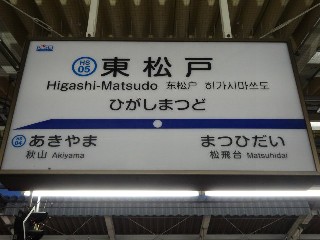 HS
05
東松戸
Higashi-Matsudo 东松户 히가시마쓰도
ひがしまつど
HS
04
あきやま
秋山 Akiyama
まつひだい
松飛台 Matsuhidai